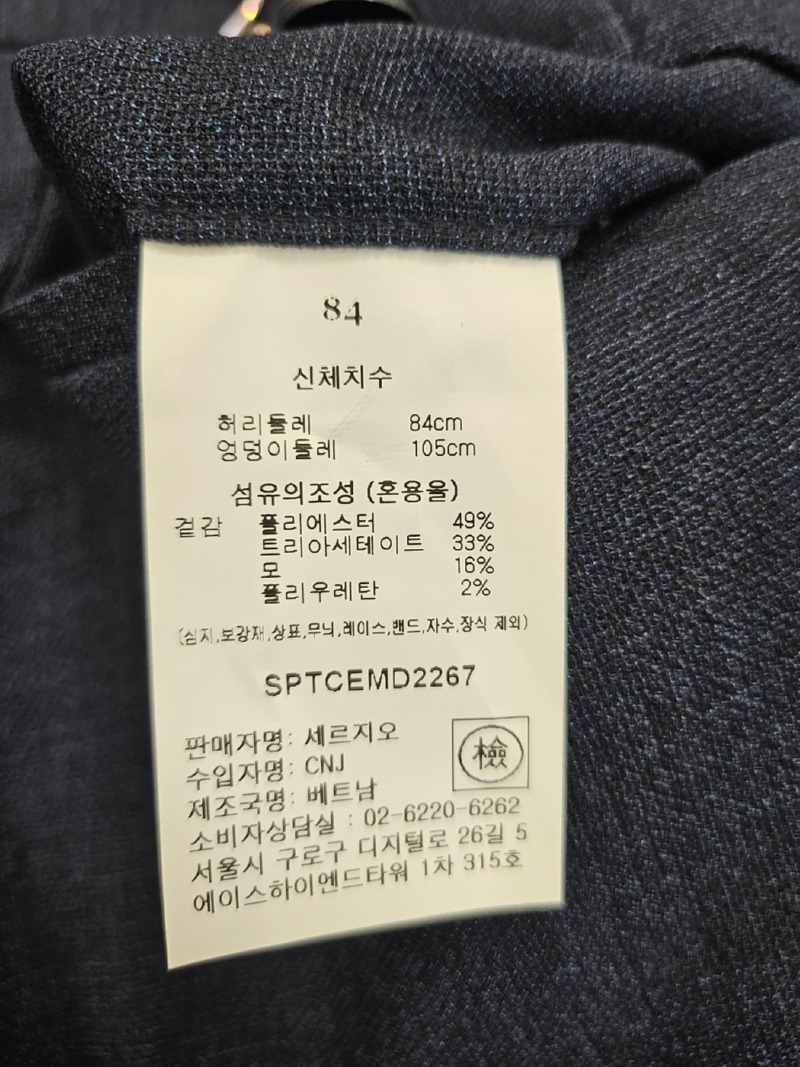 84
신체치수
허리둘레 84cm
엉덩이둘레 105cm
섬유의조성 (혼용율)
겉감 폴리에스터 49%
트리아세테이트 33%
모 16%
폴리우레탄 2%
(심지,보강재,상표,무늬,레이스,밴드,자수,장식 제외)
SPTCEMD2267
판매자명: 세르지오
檢
수입자명: CNJ
제조국명: 베트남
소비자상담실 : 02-6220-6262
서울시 구로구 디지털로 26길 5
에이스하이엔드타워 1차 315호